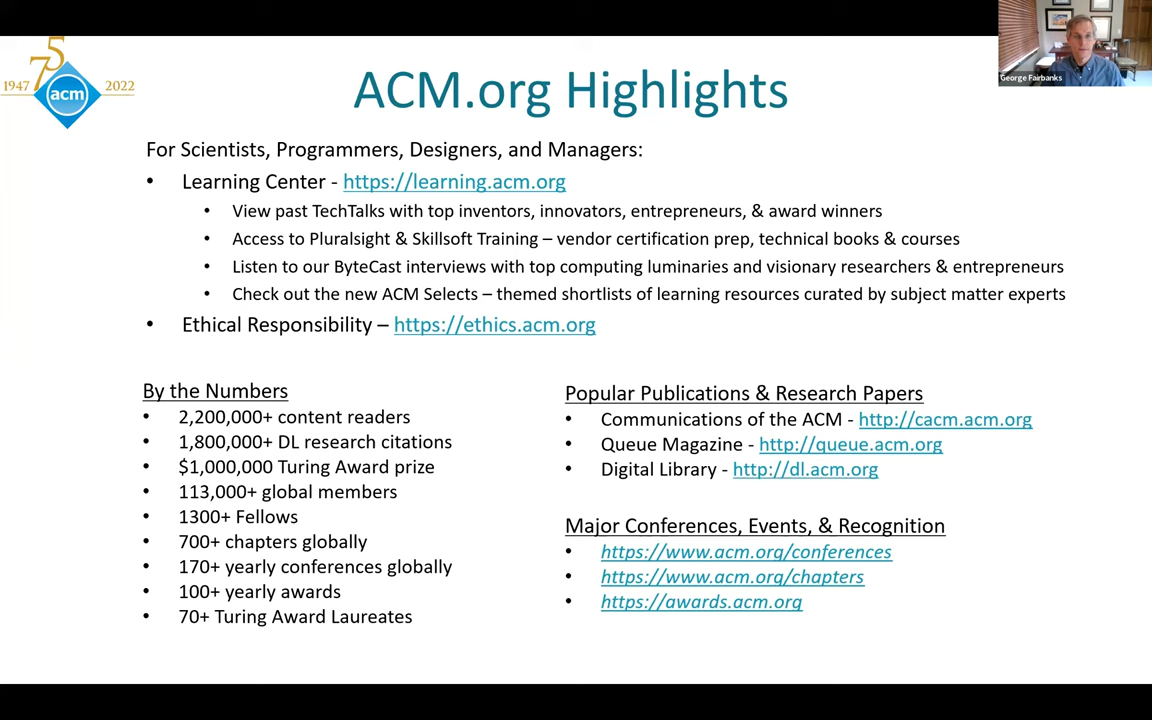 75
1947
acm
2022
George Fairbanks
ACM.org Highlights
For Scientists, Programmers, Designers, and Managers:
• Learning Center - https://learning.acm.org
• View past TechTalks with top inventors, innovators, entrepreneurs, & award winners
• Access to Pluralsight & Skillsoft Training – vendor certification prep, technical books & courses
• Listen to our ByteCast interviews with top computing luminaries and visionary researchers & entrepreneurs
• Check out the new ACM Selects – themed shortlists of learning resources curated by subject matter experts
• Ethical Responsibility – https://ethics.acm.org
By the Numbers
• 2,200,000+ content readers
• 1,800,000+ DL research citations
• $1,000,000 Turing Award prize
• 113,000+ global members
• 1300+ Fellows
• 700+ chapters globally
• 170+ yearly conferences globally
• 100+ yearly awards
• 70+ Turing Award Laureates
Popular Publications & Research Papers
• Communications of the ACM - http://cacm.acm.org
• Queue Magazine - http://queue.acm.org
• Digital Library - http://dl.acm.org
Major Conferences, Events, & Recognition
• https://www.acm.org/conferences
• https://www.acm.org/chapters
• https://awards.acm.org